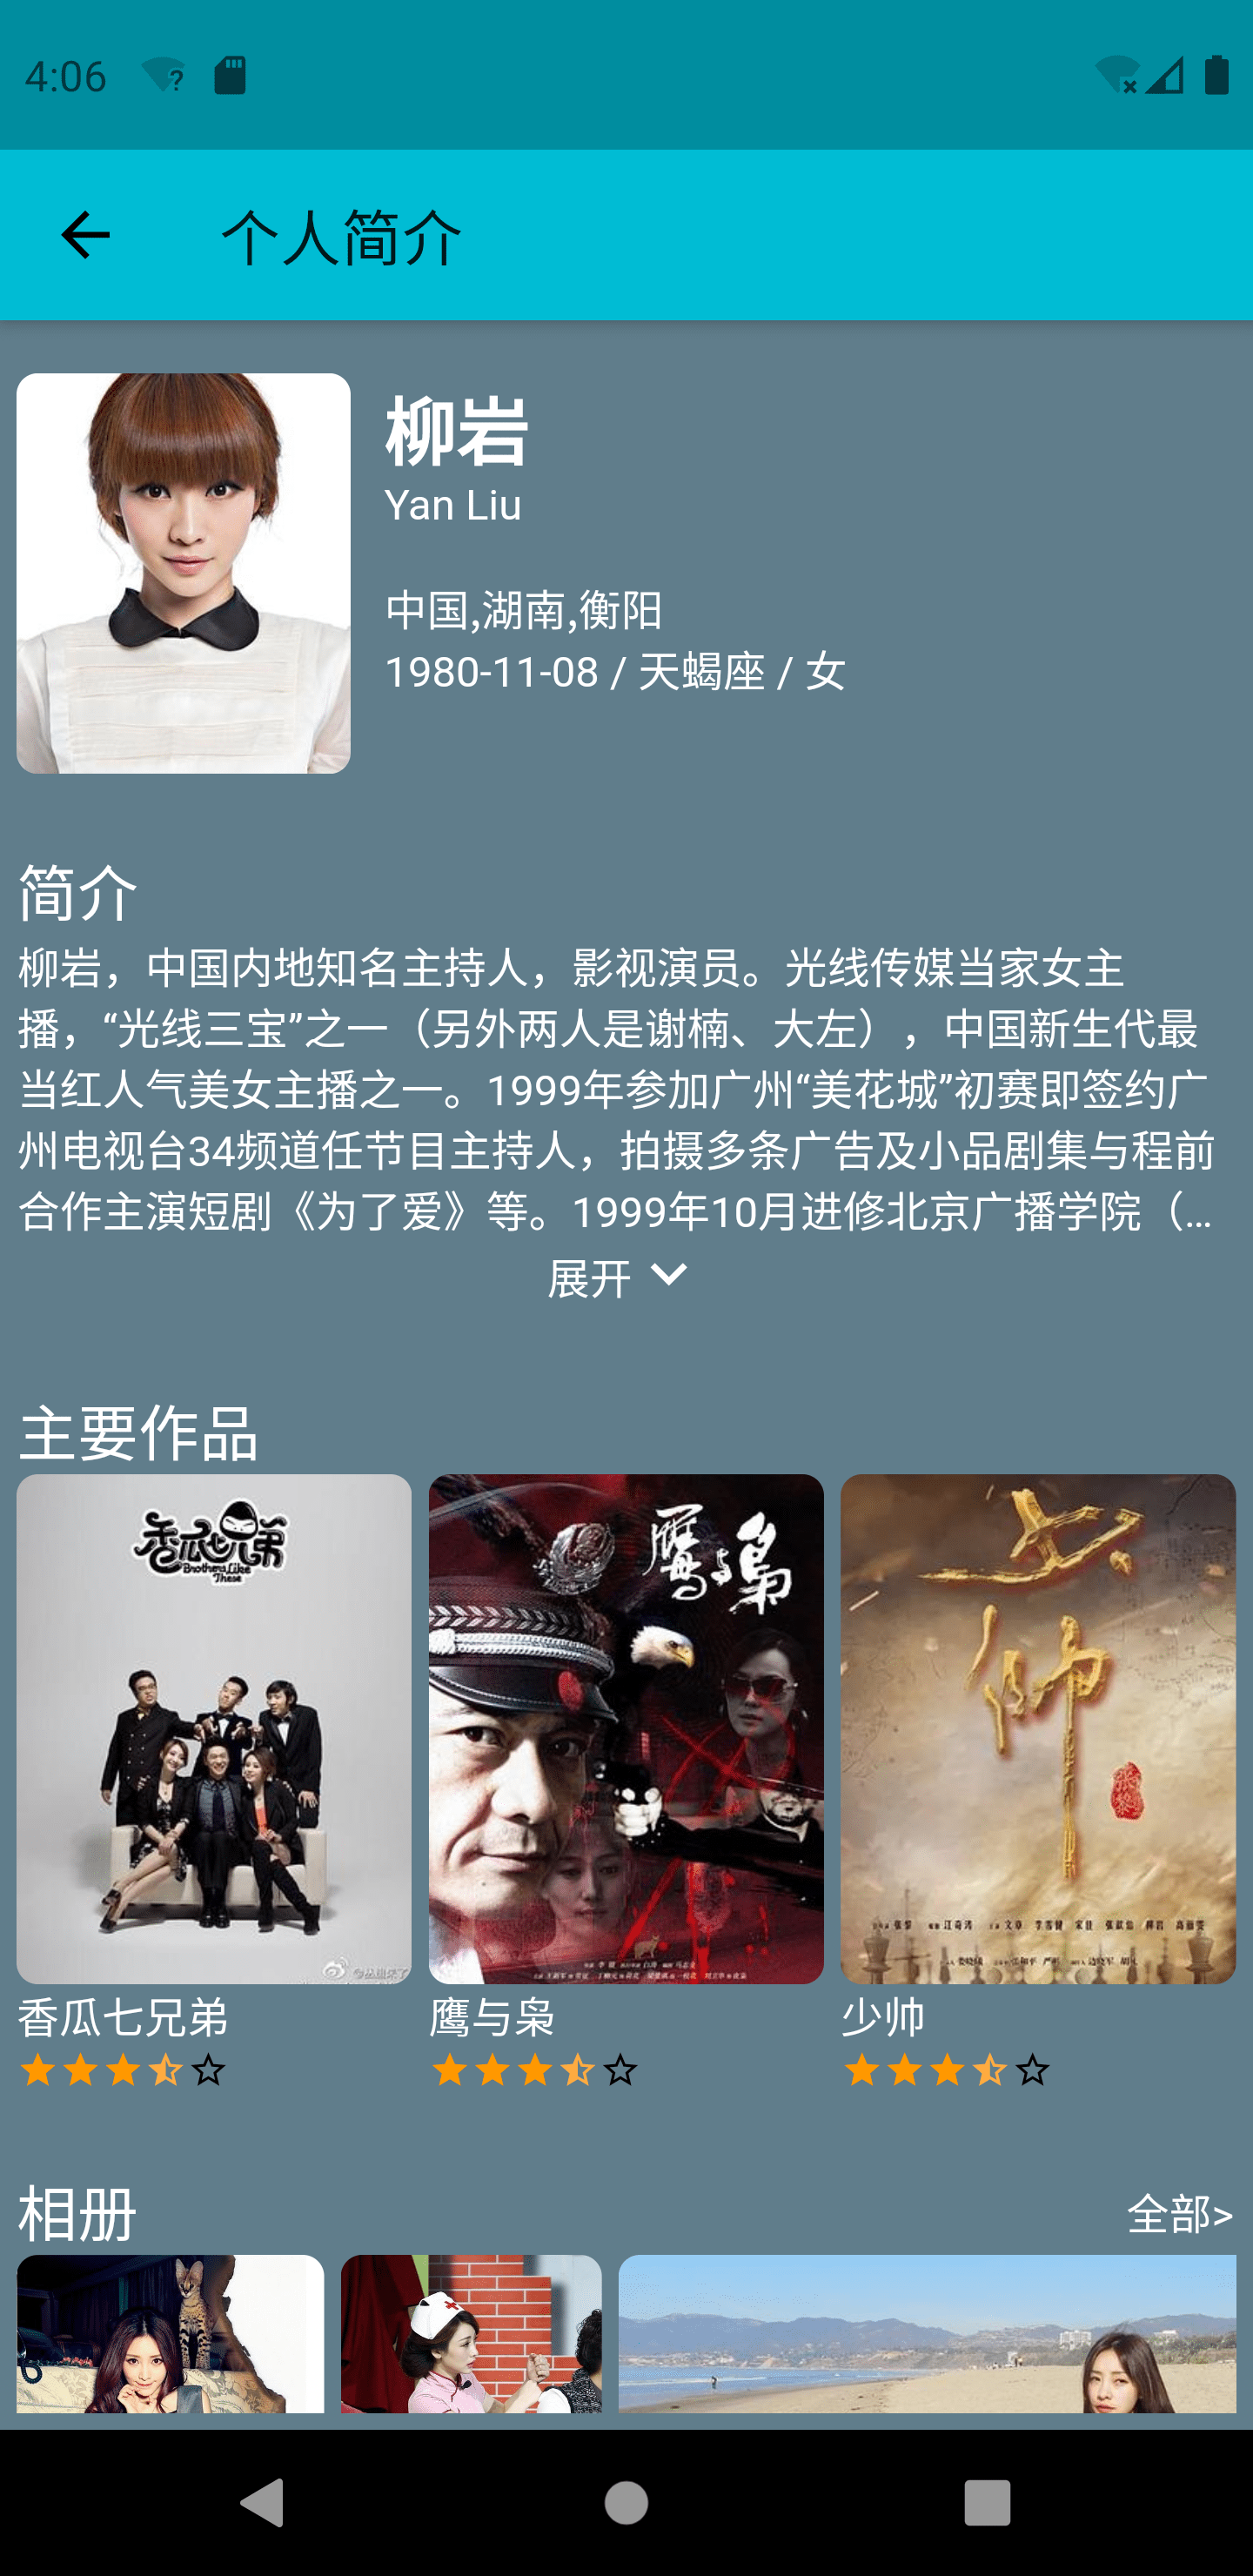 4:06
个人简介
柳岩
Yan Liu
中国,湖南,衡阳
1980-11-08 / 天蝎座 / 女
简介
柳岩，中国内地知名主持人，影视演员。光线传媒当家女主
播，“光线三宝”之一（另外两人是谢楠、大左），中国新生代最
当红人气美女主播之一。1999年参加广州“美花城”初赛即签约广
州电视台34频道任节目主持人，拍摄多条广告及小品剧集与程前
合作主演短剧《为了爱》等。1999年10月进修北京广播学院（...
展开
主要作品
香瓜七兄弟
Brothers Like
These
鹰与枭
少帅
香瓜七兄弟
鹰与枭
少帅
相册
全部>